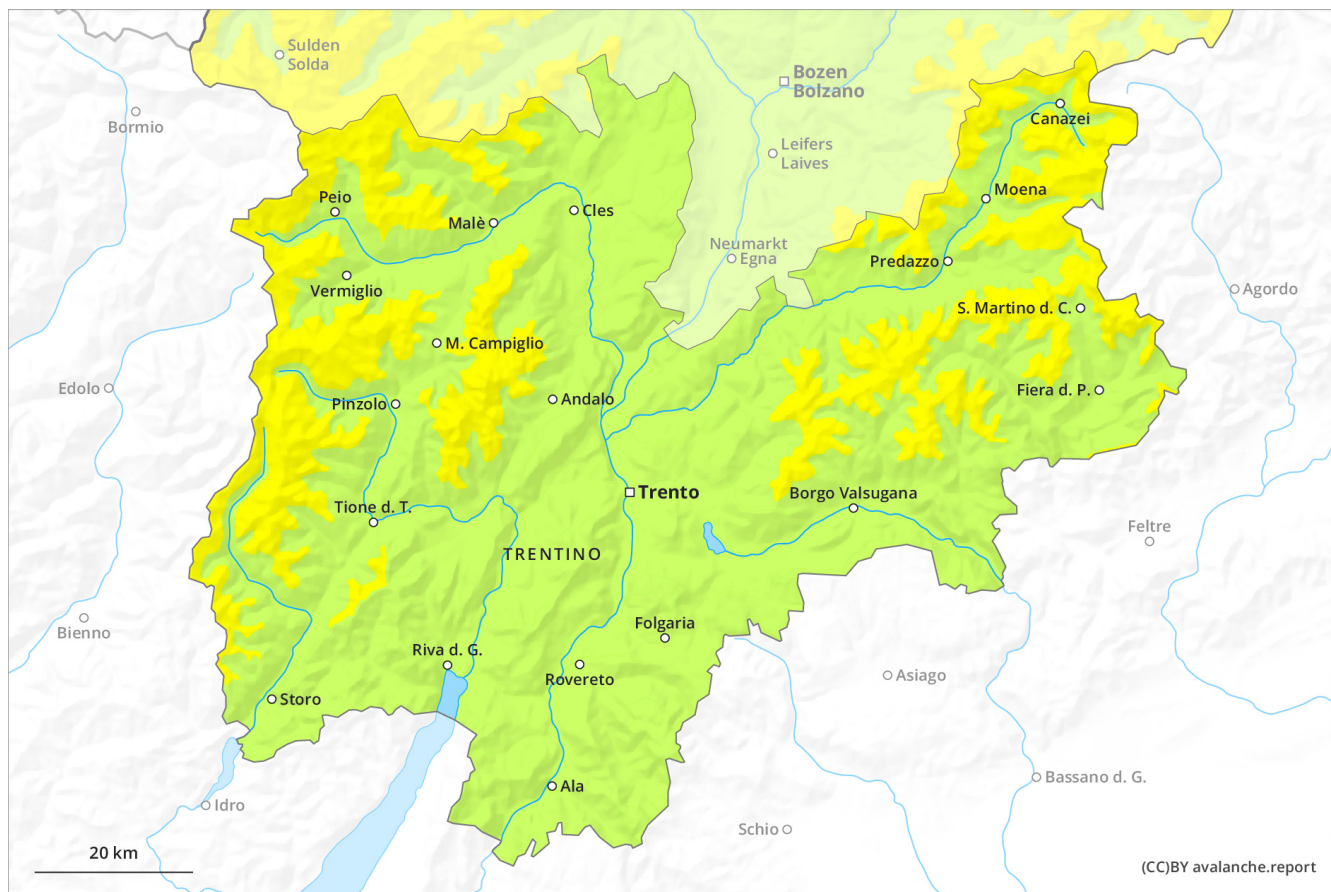 Sulden
Solda
Bozen
Bolzano
Bormio
Canazei
Leifers
Laives
Peio
Moena
Malè
Cles
Neumarkt
Egna
Predazzo
Vermiglio
Agordo
S. Martino d. C.
M. Campiglio
Edolo
Pinzolo
Andalo
Fiera d. P.
Trento
Borgo Valsugana
Tione d. T.
Feltre
TRENTINO
Bienno
Folgaria
Riva d. G.
Rovereto
Asiago
Storo
Bassano d. G.
Ala
Idro
Schio
20 km
(CC)BY avalanche.report